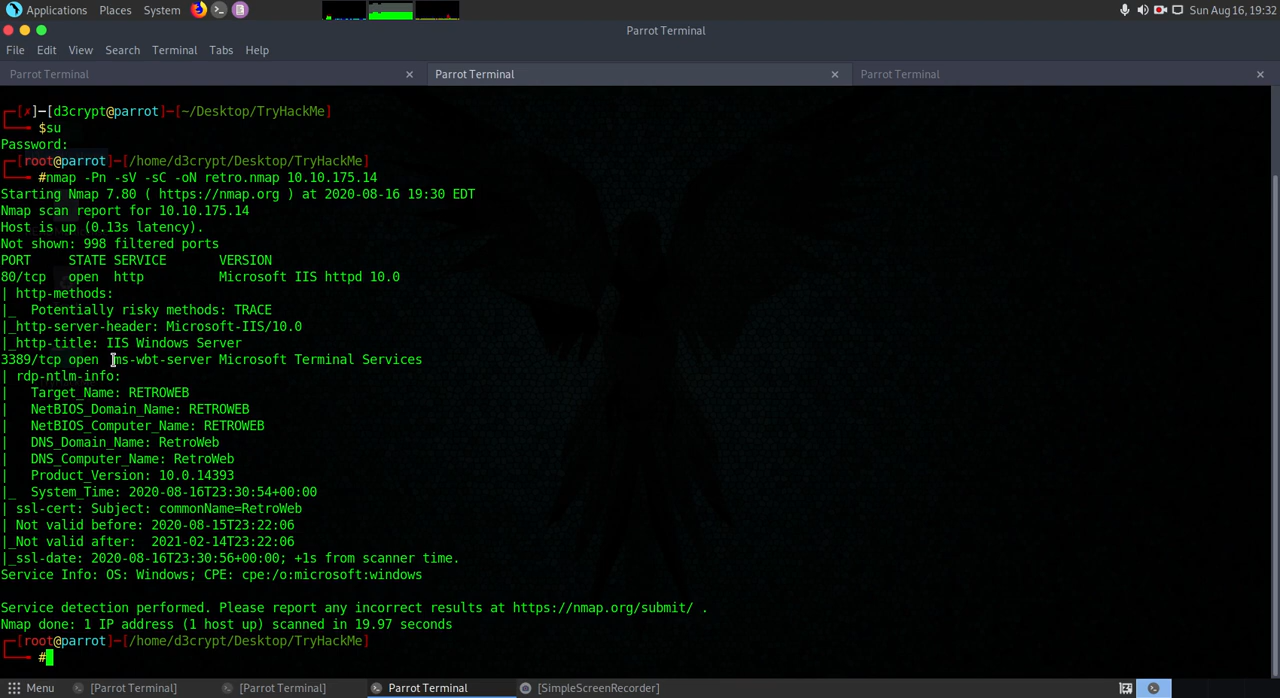 Applications Places System Sun Aug 16, 19:32
Parrot Terminal
File Edit View Search Terminal Tabs Help
Parrot Terminal × Parrot Terminal × Parrot Terminal ×
┌─[✗]─[d3crypt@parrot]─[~/Desktop/TryHackMe]
└──╼ $su
Password:
┌─[root@parrot]─[/home/d3crypt/Desktop/TryHackMe]
└──╼ #nmap -Pn -sV -sC -oN retro.nmap 10.10.175.14
Starting Nmap 7.80 ( https://nmap.org ) at 2020-08-16 19:30 EDT
Nmap scan report for 10.10.175.14
Host is up (0.13s latency).
Not shown: 998 filtered ports
PORT     STATE SERVICE       VERSION
80/tcp   open  http          Microsoft IIS httpd 10.0
| http-methods:
|_  Potentially risky methods: TRACE
|_http-server-header: Microsoft-IIS/10.0
|_http-title: IIS Windows Server
3389/tcp open  ms-wbt-server Microsoft Terminal Services
| rdp-ntlm-info:
|   Target_Name: RETROWEB
|   NetBIOS_Domain_Name: RETROWEB
|   NetBIOS_Computer_Name: RETROWEB
|   DNS_Domain_Name: RetroWeb
|   DNS_Computer_Name: RetroWeb
|   Product_Version: 10.0.14393
|_  System_Time: 2020-08-16T23:30:54+00:00
| ssl-cert: Subject: commonName=RetroWeb
| Not valid before: 2020-08-15T23:22:06
|_Not valid after:  2021-02-14T23:22:06
|_ssl-date: 2020-08-16T23:30:56+00:00; +1s from scanner time.
Service Info: OS: Windows; CPE: cpe:/o:microsoft:windows
Service detection performed. Please report any incorrect results at https://nmap.org/submit/ .
Nmap done: 1 IP address (1 host up) scanned in 19.97 seconds
┌─[root@parrot]─[/home/d3crypt/Desktop/TryHackMe]
└──╼ #
Menu [Parrot Terminal] [Parrot Terminal] Parrot Terminal [SimpleScreenRecorder]